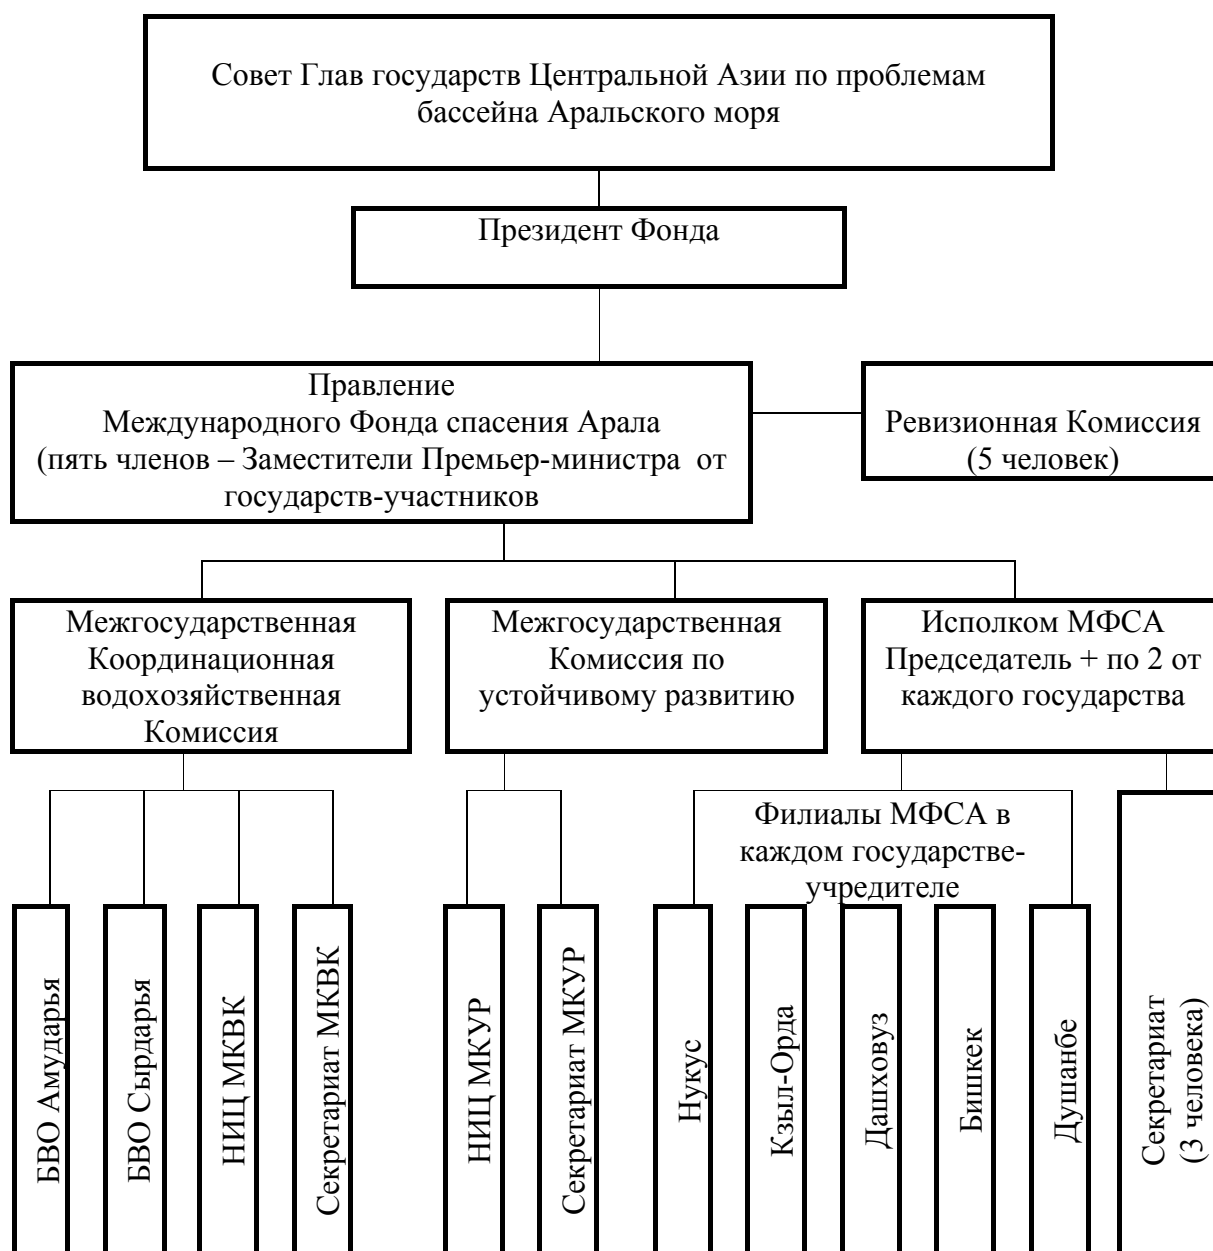 Совет Глав государств Центральной Азии по проблемам
бассейна Аральского моря
Президент Фонда
Правление
Международного Фонда спасения Арала
(пять членов – Заместители Премьер-министра от
государств-участников
Ревизионная Комиссия
(5 человек)
Межгосударственная
Координационная
водохозяйственная
Комиссия
Межгосударственная
Комиссия по
устойчивому развитию
Исполком МФСА
Председатель + по 2 от
каждого государства
Филиалы МФСА в
каждом государстве-
учредителе
БВО Амударья
БВО Сырдарья
НИЦ МКВК
Секретариат МКВК
НИЦ МКУР
Секретариат МКУР
Нукус
Кзыл-Орда
Дашховуз
Бишкек
Душанбе
Секретариат
(3 человека)